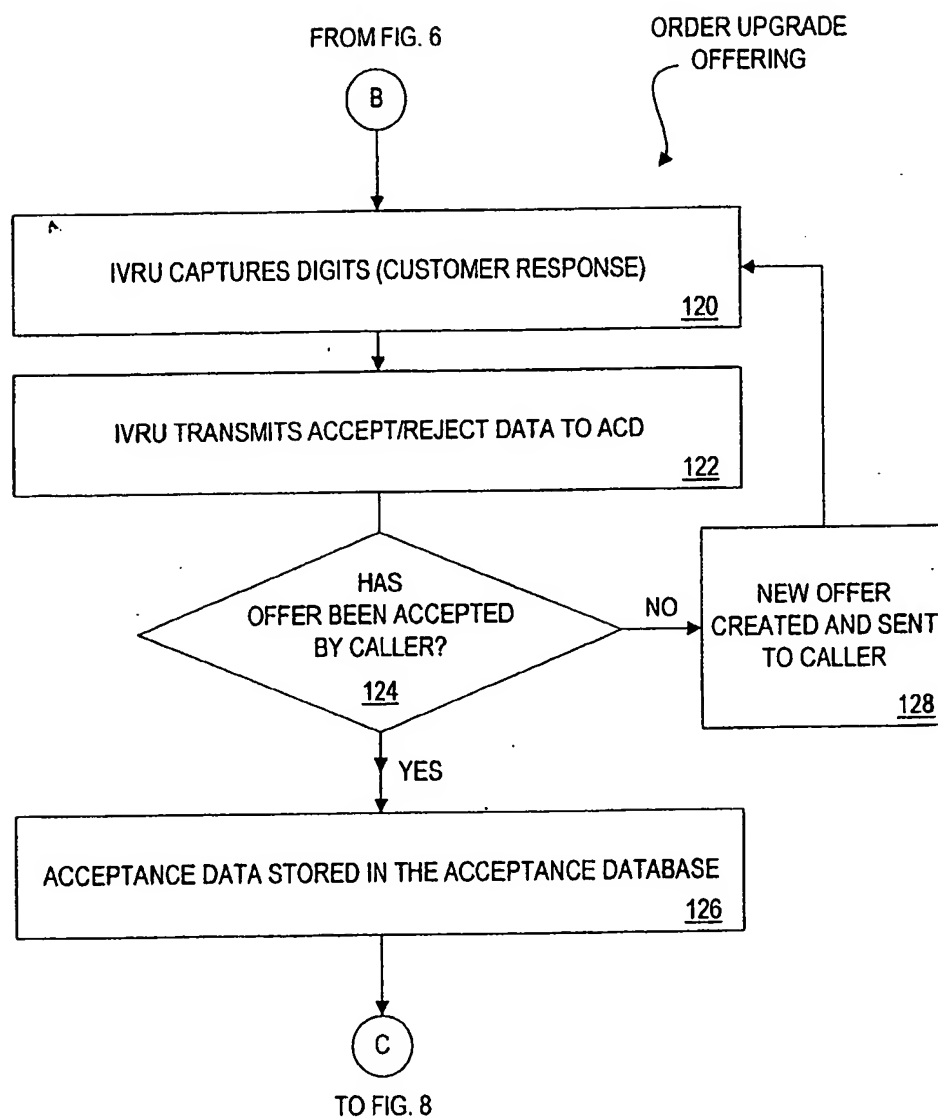 FROM FIG. 6
ORDER UPGRADE
OFFERING
B
IVRU CAPTURES DIGITS (CUSTOMER RESPONSE)
120
IVRU TRANSMITS ACCEPT/REJECT DATA TO ACD
122
HAS
OFFER BEEN ACCEPTED
BY CALLER?
124
NO
NEW OFFER
CREATED AND SENT
TO CALLER
128
YES
ACCEPTANCE DATA STORED IN THE ACCEPTANCE DATABASE
126
C
TO FIG. 8